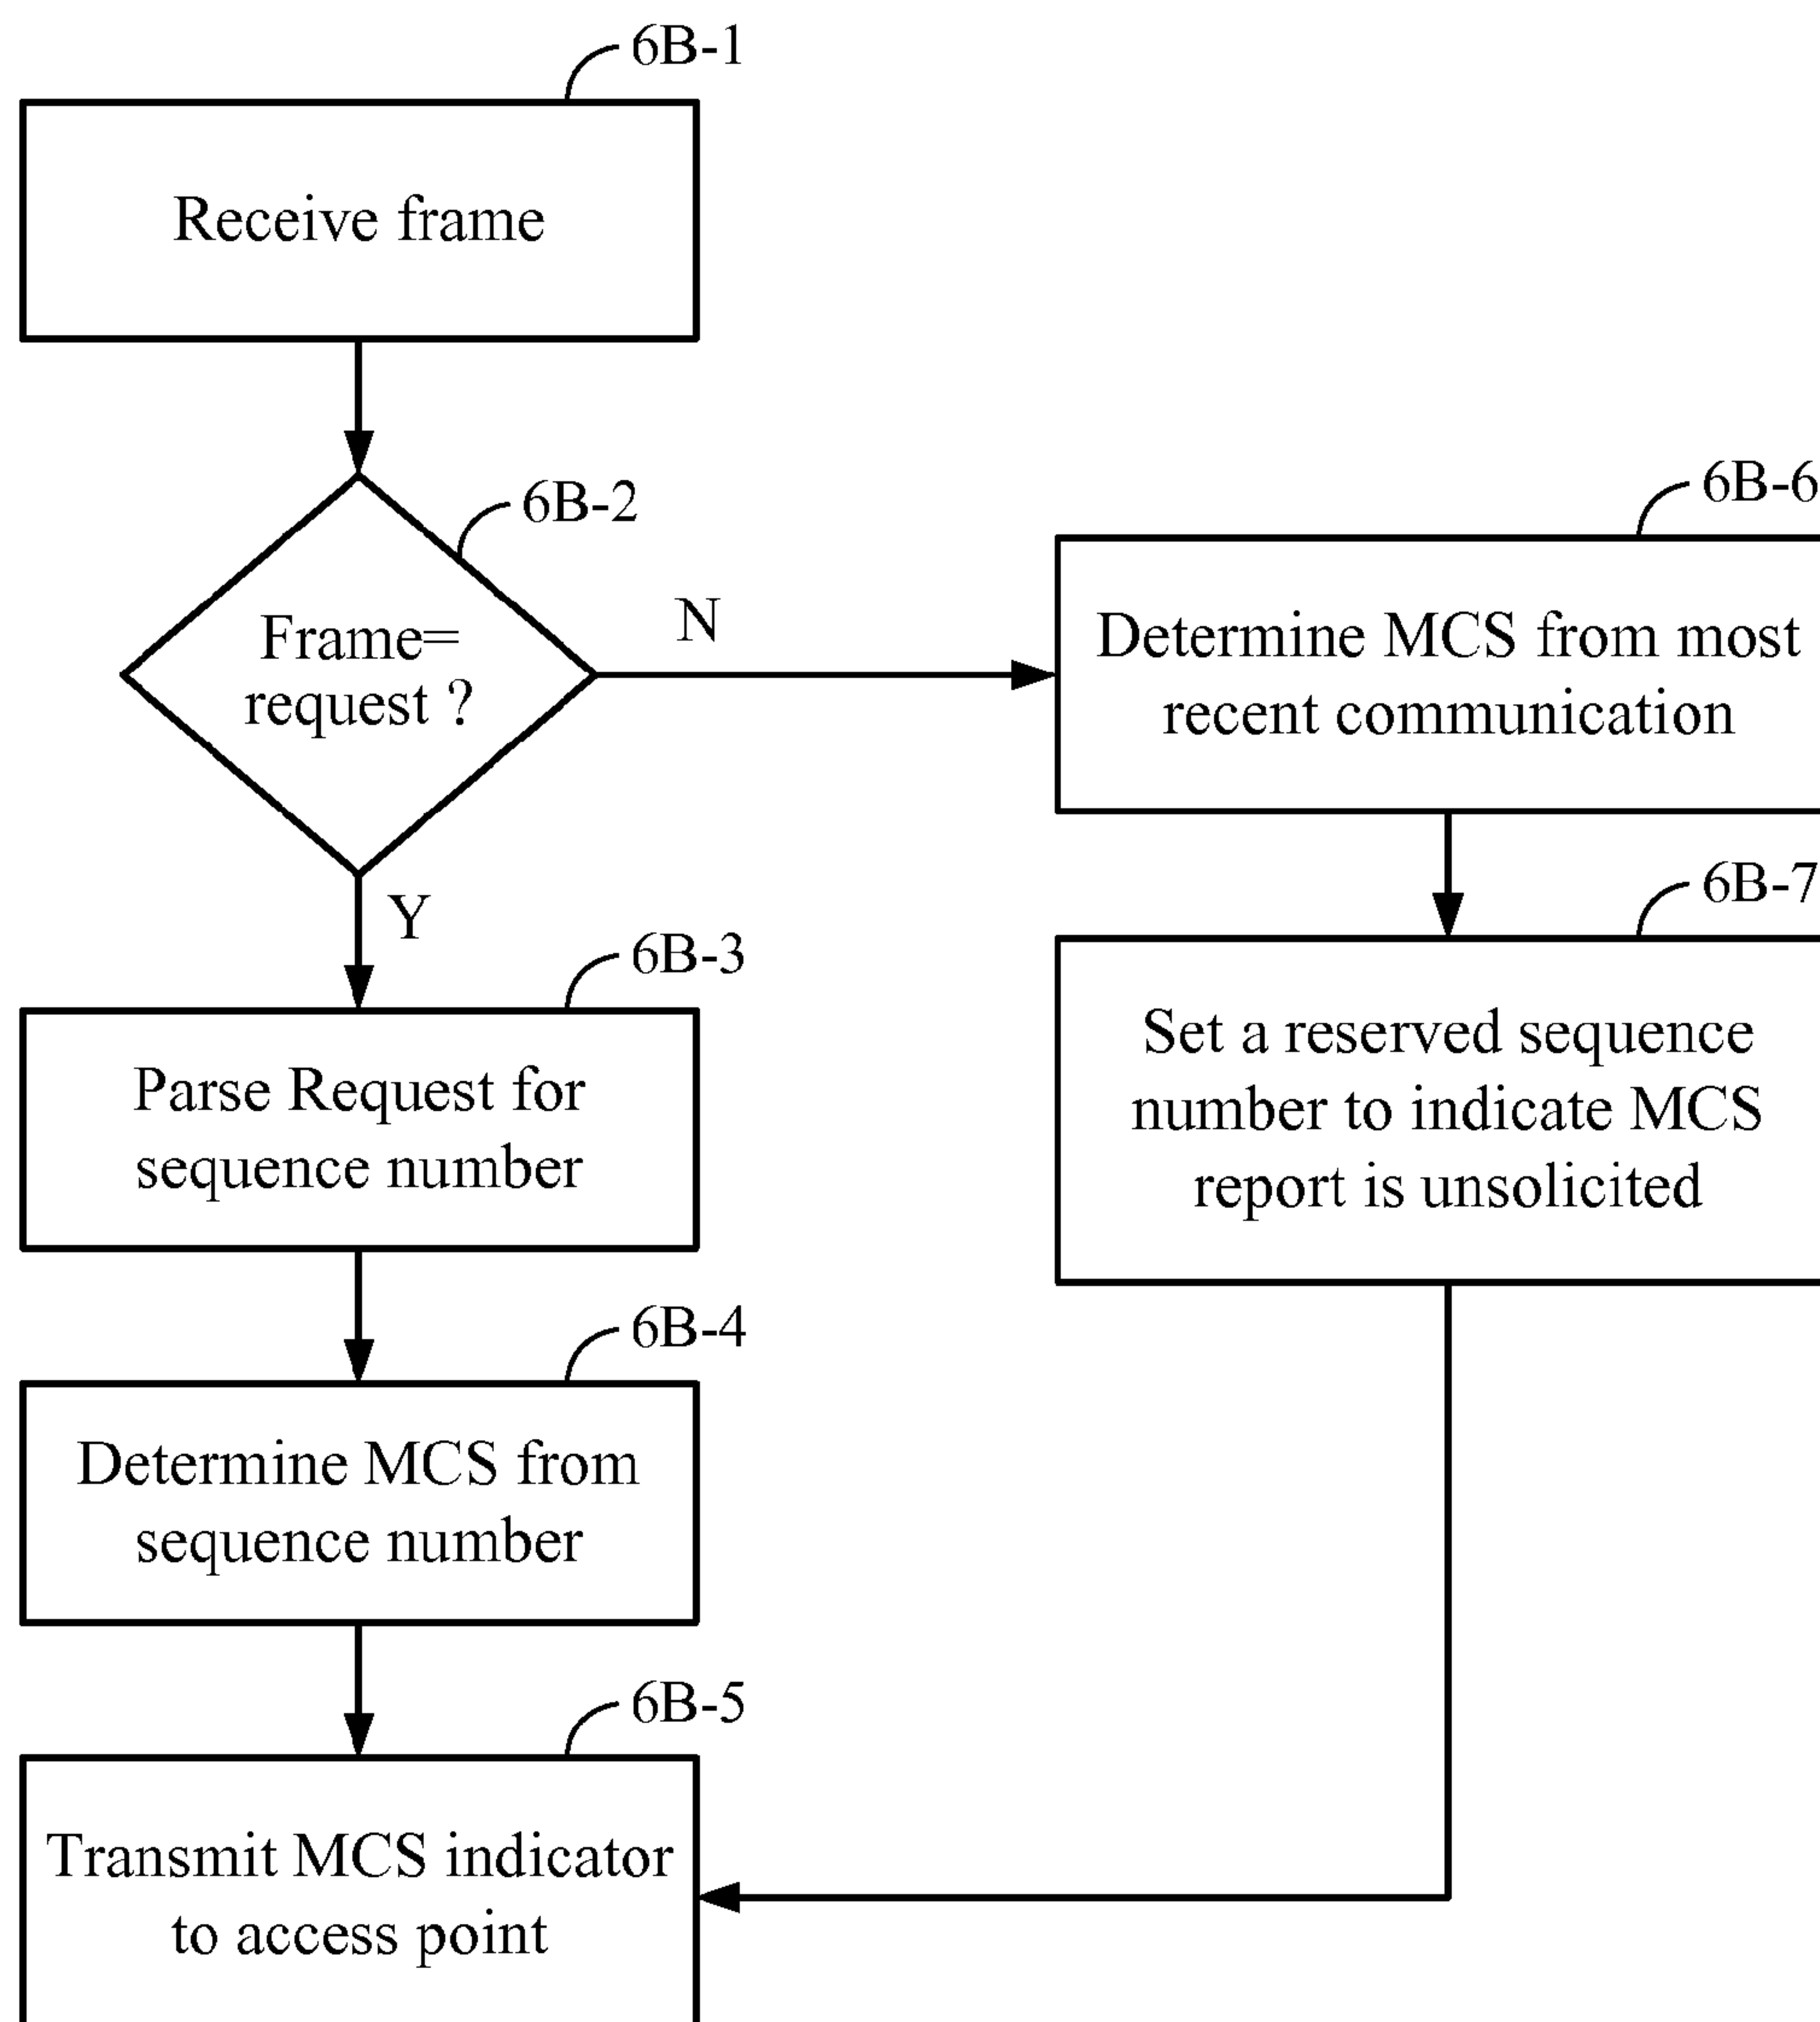 6B-1
Receive frame
6B-2
Frame=
request ?
N
Y
6B-3
Parse Request for
sequence number
6B-4
Determine MCS from
sequence number
6B-5
Transmit MCS indicator
to access point
6B-6
Determine MCS from most
recent communication
6B-7
Set a reserved sequence
number to indicate MCS
report is unsolicited